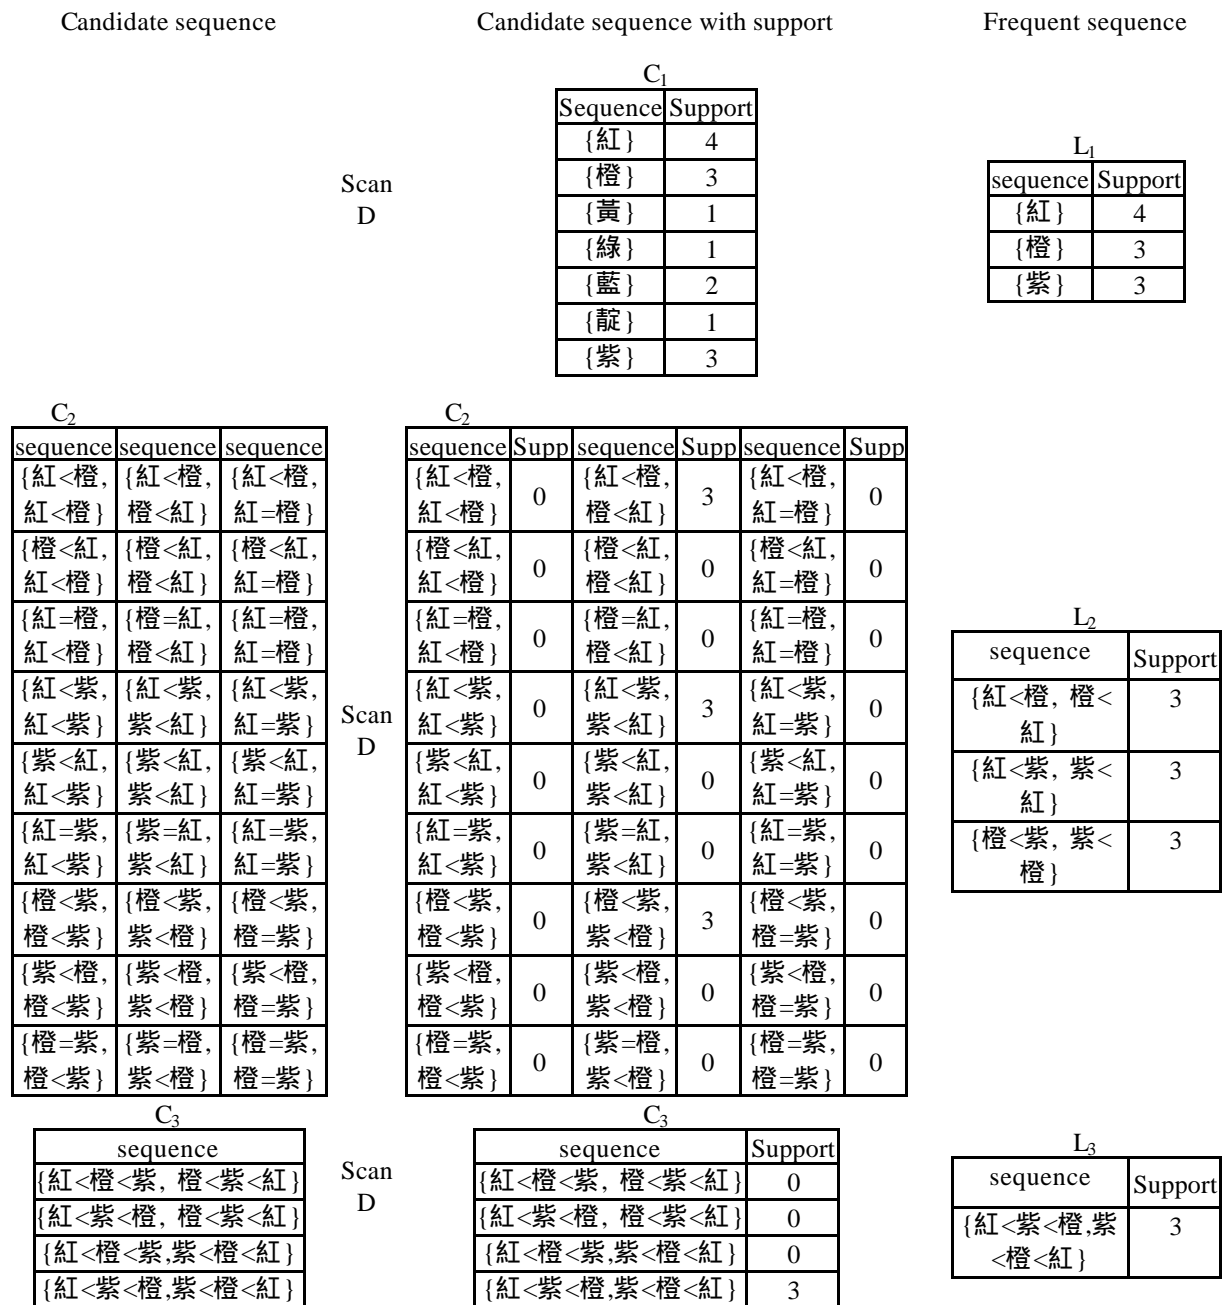 Candidate sequence Candidate sequence with support Frequent sequence
C1
Sequence Support
{紅} 4
{橙} 3
{黃} 1
{綠} 1
{藍} 2
{靛} 1
{紫} 3
Scan
D
L1
sequence Support
{紅} 4
{橙} 3
{紫} 3
C2
sequence sequence sequence
{紅<橙, {紅<橙, {紅<橙,
紅<橙} 橙<紅} 紅=橙}
{橙<紅, {橙<紅, {橙<紅,
紅<橙} 橙<紅} 紅=橙}
{紅=橙, {橙=紅, {紅=橙,
紅<橙} 橙<紅} 紅=橙}
{紅<紫, {紅<紫, {紅<紫,
紅<紫} 紫<紅} 紅=紫}
{紫<紅, {紫<紅, {紫<紅,
紅<紫} 紫<紅} 紅=紫}
{紅=紫, {紫=紅, {紅=紫,
紅<紫} 紫<紅} 紅=紫}
{橙<紫, {橙<紫, {橙<紫,
橙<紫} 紫<橙} 橙=紫}
{紫<橙, {紫<橙, {紫<橙,
橙<紫} 紫<橙} 橙=紫}
{橙=紫, {紫=橙, {橙=紫,
橙<紫} 紫<橙} 橙=紫}
Scan
D
C2
sequence Supp sequence Supp sequence Supp
{紅<橙, {紅<橙, {紅<橙,
0 3 0
紅<橙} 橙<紅} 紅=橙}
{橙<紅, {橙<紅, {橙<紅,
0 0 0
紅<橙} 橙<紅} 紅=橙}
{紅=橙, {橙=紅, {紅=橙,
0 0 0
紅<橙} 橙<紅} 紅=橙}
{紅<紫, {紅<紫, {紅<紫,
0 3 0
紅<紫} 紫<紅} 紅=紫}
{紫<紅, {紫<紅, {紫<紅,
0 0 0
紅<紫} 紫<紅} 紅=紫}
{紅=紫, {紫=紅, {紅=紫,
0 0 0
紅<紫} 紫<紅} 紅=紫}
{橙<紫, {橙<紫, {橙<紫,
0 3 0
橙<紫} 紫<橙} 橙=紫}
{紫<橙, {紫<橙, {紫<橙,
0 0 0
橙<紫} 紫<橙} 橙=紫}
{橙=紫, {紫=橙, {橙=紫,
0 0 0
橙<紫} 紫<橙} 橙=紫}
L2
sequence Support
{紅<橙, 橙< 3
紅}
{紅<紫, 紫< 3
紅}
{橙<紫, 紫< 3
橙}
C3
sequence
{紅<橙<紫, 橙<紫<紅}
{紅<紫<橙, 橙<紫<紅}
{紅<橙<紫,紫<橙<紅}
{紅<紫<橙,紫<橙<紅}
Scan
D
C3
sequence Support
{紅<橙<紫, 橙<紫<紅} 0
{紅<紫<橙, 橙<紫<紅} 0
{紅<橙<紫,紫<橙<紅} 0
{紅<紫<橙,紫<橙<紅} 3
L3
sequence Support
{紅<紫<橙,紫 3
<橙<紅}